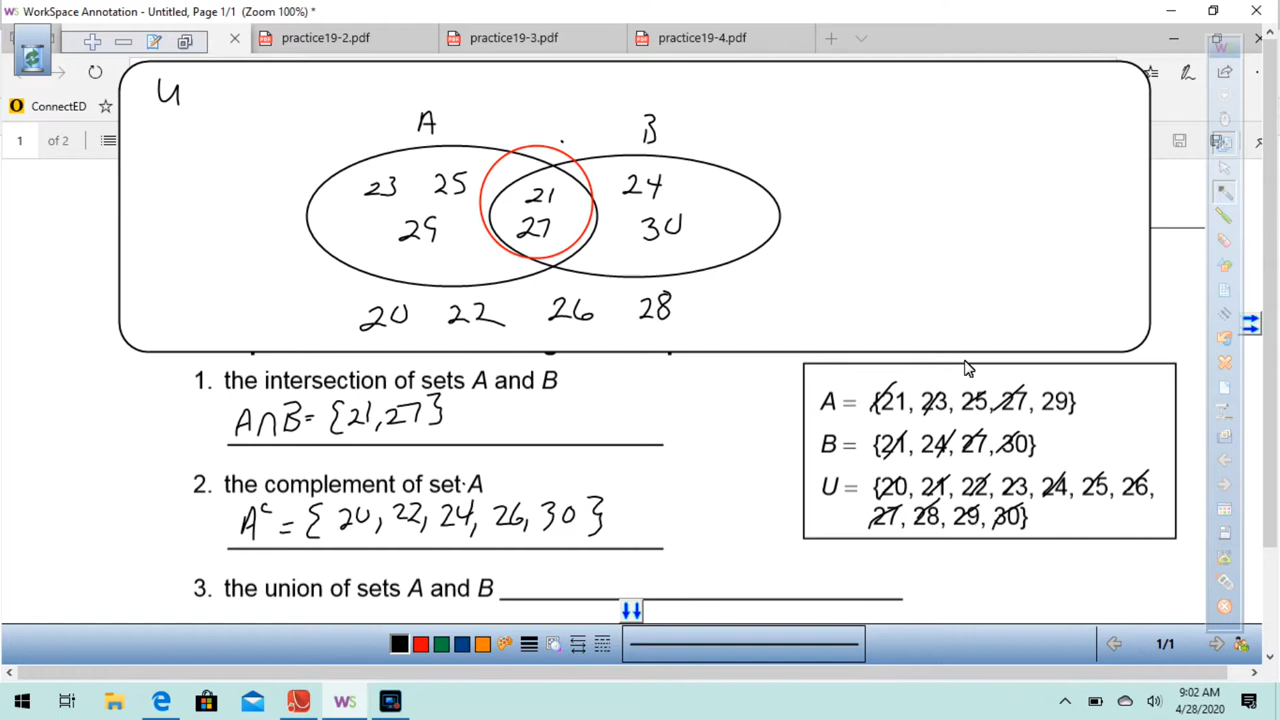 WS WorkSpace Annotation - Untitled, Page 1/1 (Zoom 100%) *
practice19-2.pdf practice19-3.pdf practice19-4.pdf
ConnectED
1 of 2
U
A B
23 25 21 24
29 27 30
20 22 26 28
1. the intersection of sets A and B
A∩B= {21,27}
2. the complement of set A
Aᶜ = { 20, 22, 24, 26, 30 }
3. the union of sets A and B
A = {21, 23, 25, 27, 29}
B = {21, 24, 27, 30}
U = {20, 21, 22, 23, 24, 25, 26,
27, 28, 29, 30}
1/1
WS
9:02 AM
4/28/2020